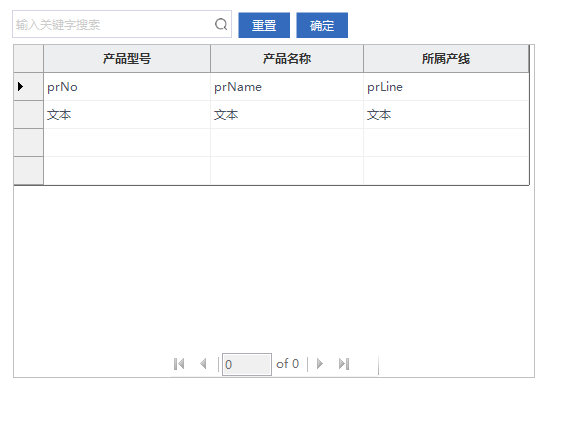 输入关键字搜索 重置 确定
产品型号 产品名称 所属产线
prNo prName prLine
文本 文本 文本
0 of 0